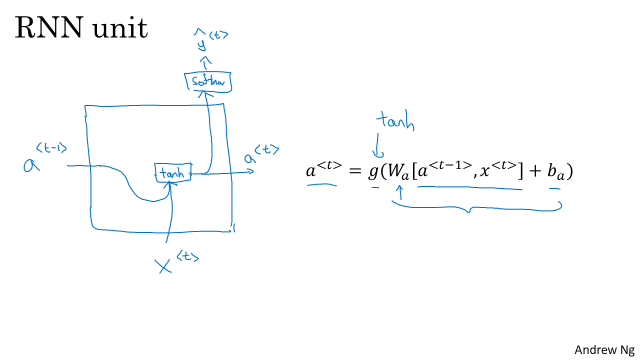 RNN unit
ŷ<t>
softmax
a<t-1>
tanh
a<t>
x<t>
tanh
a<t> = g(Wa[a<t-1>, x<t>] + ba)
Andrew Ng